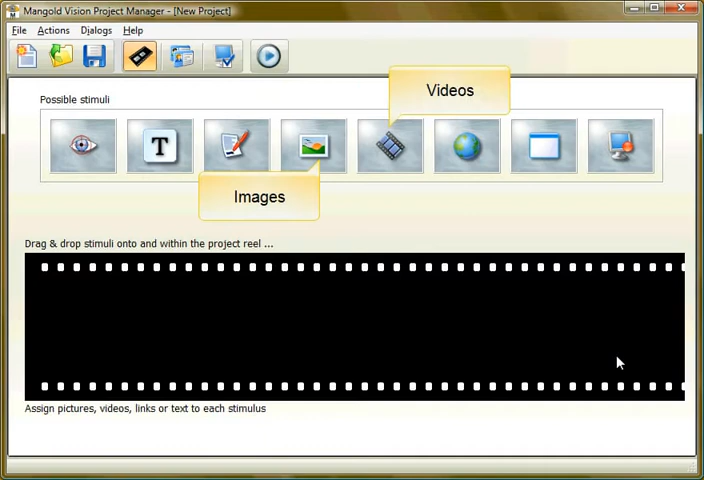 Mangold Vision Project Manager - [New Project]
File Actions Dialogs Help
Videos
Possible stimuli
T
Images
Drag & drop stimuli onto and within the project reel ...
Assign pictures, videos, links or text to each stimulus